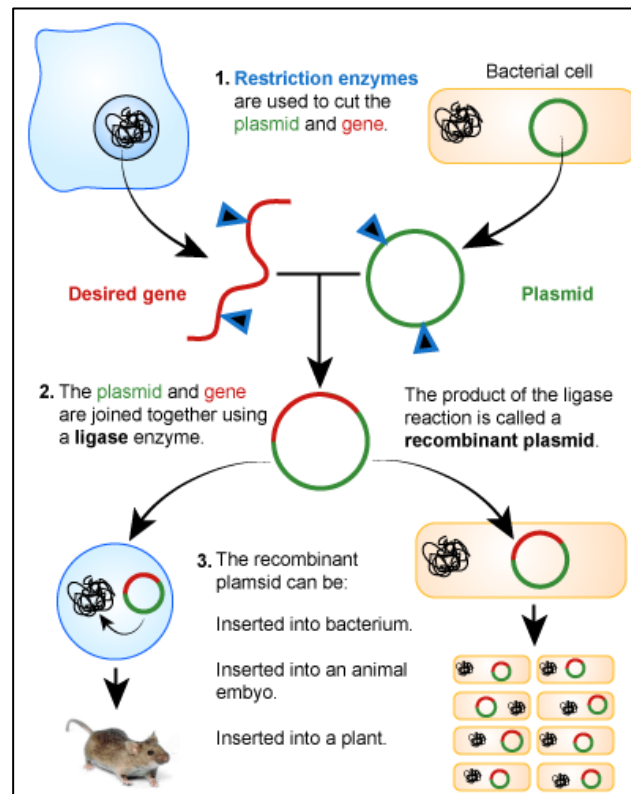 1. Restriction enzymes
are used to cut the
plasmid and gene.
Bacterial cell
Desired gene
Plasmid
2. The plasmid and gene
are joined together using
a ligase enzyme.
The product of the ligase
reaction is called a
recombinant plasmid.
3. The recombinant
plamsid can be:
Inserted into bacterium.
Inserted into an animal
embyo.
Inserted into a plant.